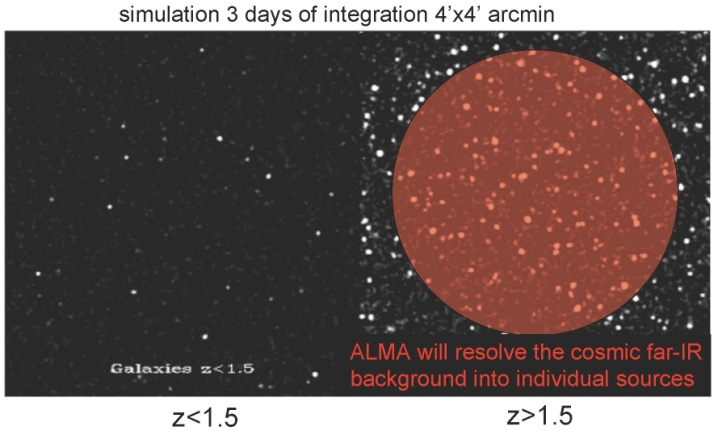 simulation 3 days of integration 4’x4’ arcmin
Galaxies z<1.5
ALMA will resolve the cosmic far-IR
background into individual sources
z<1.5
z>1.5